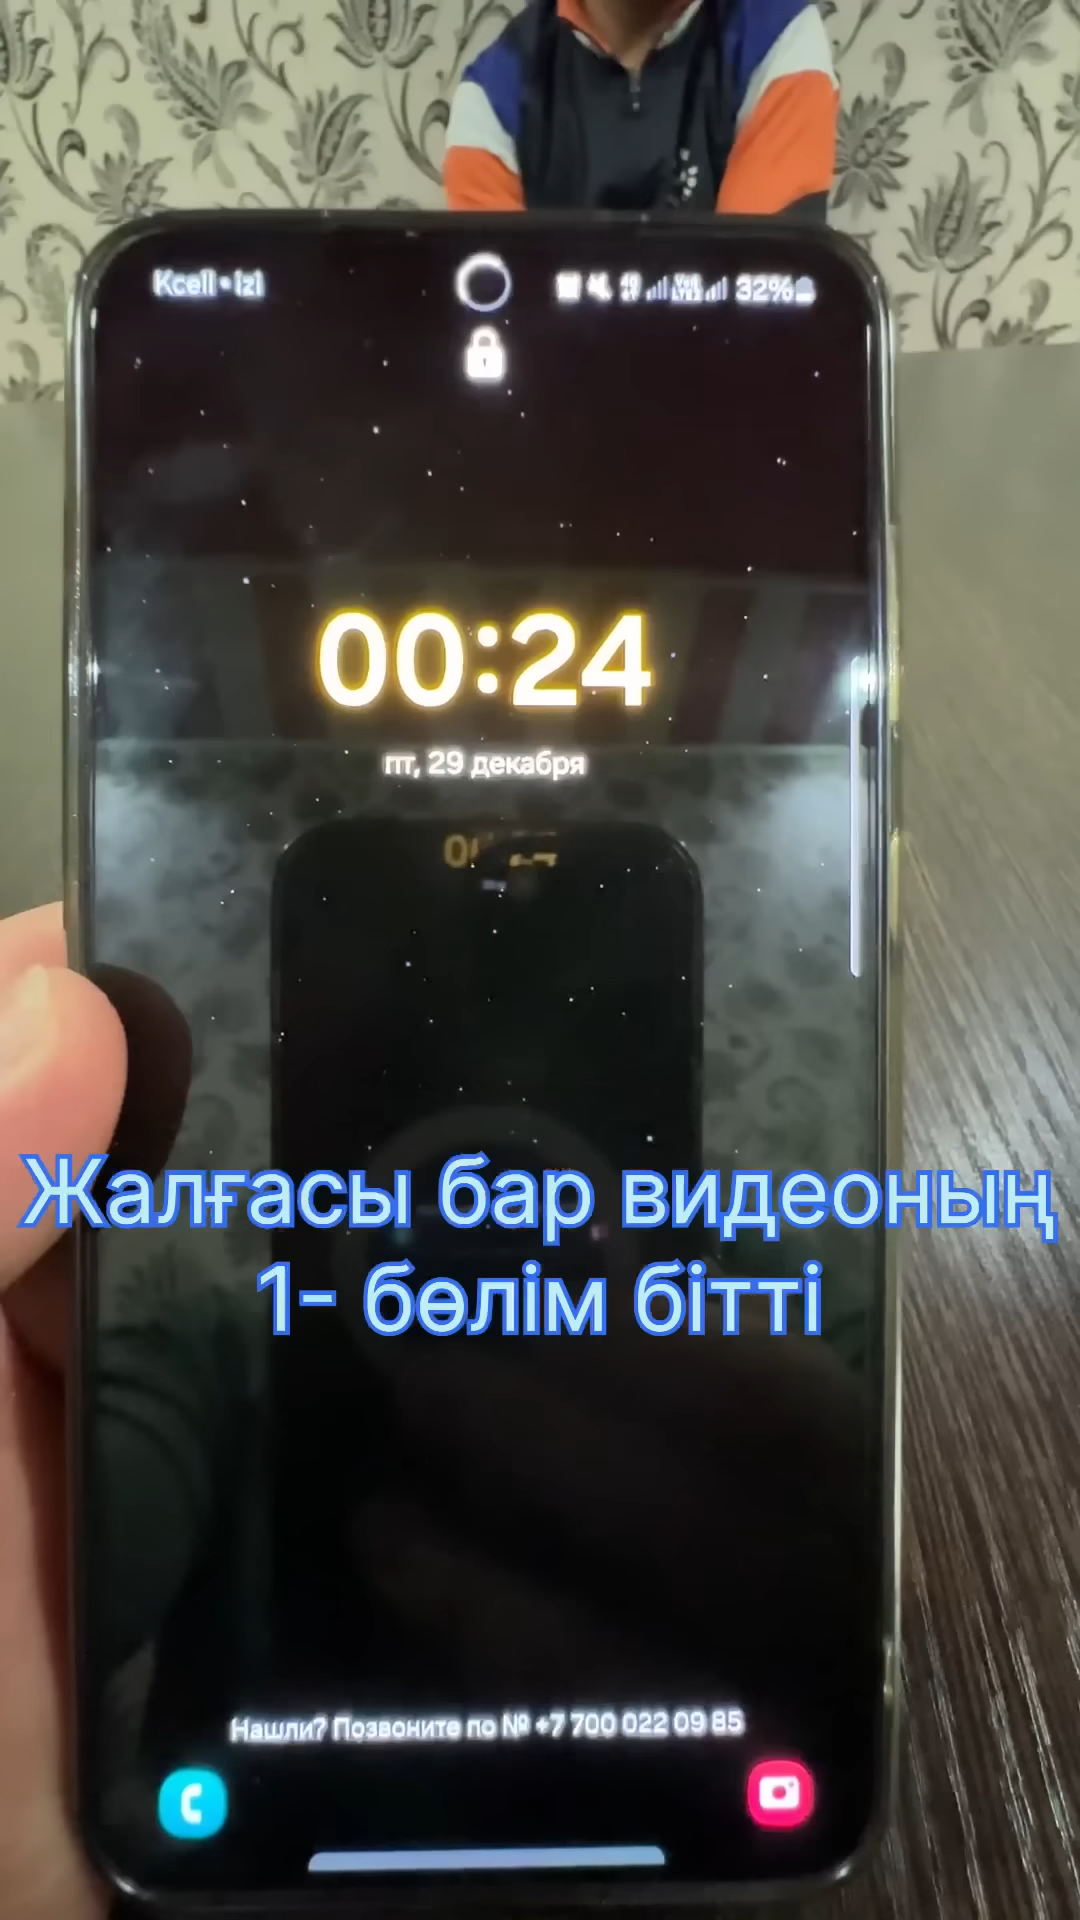 Kcell • izi
32%
00:24
пт, 29 декабря
Жалғасы бар видеоның
1- бөлім бітті
Нашли? Позвоните по № +7 700 022 09 85